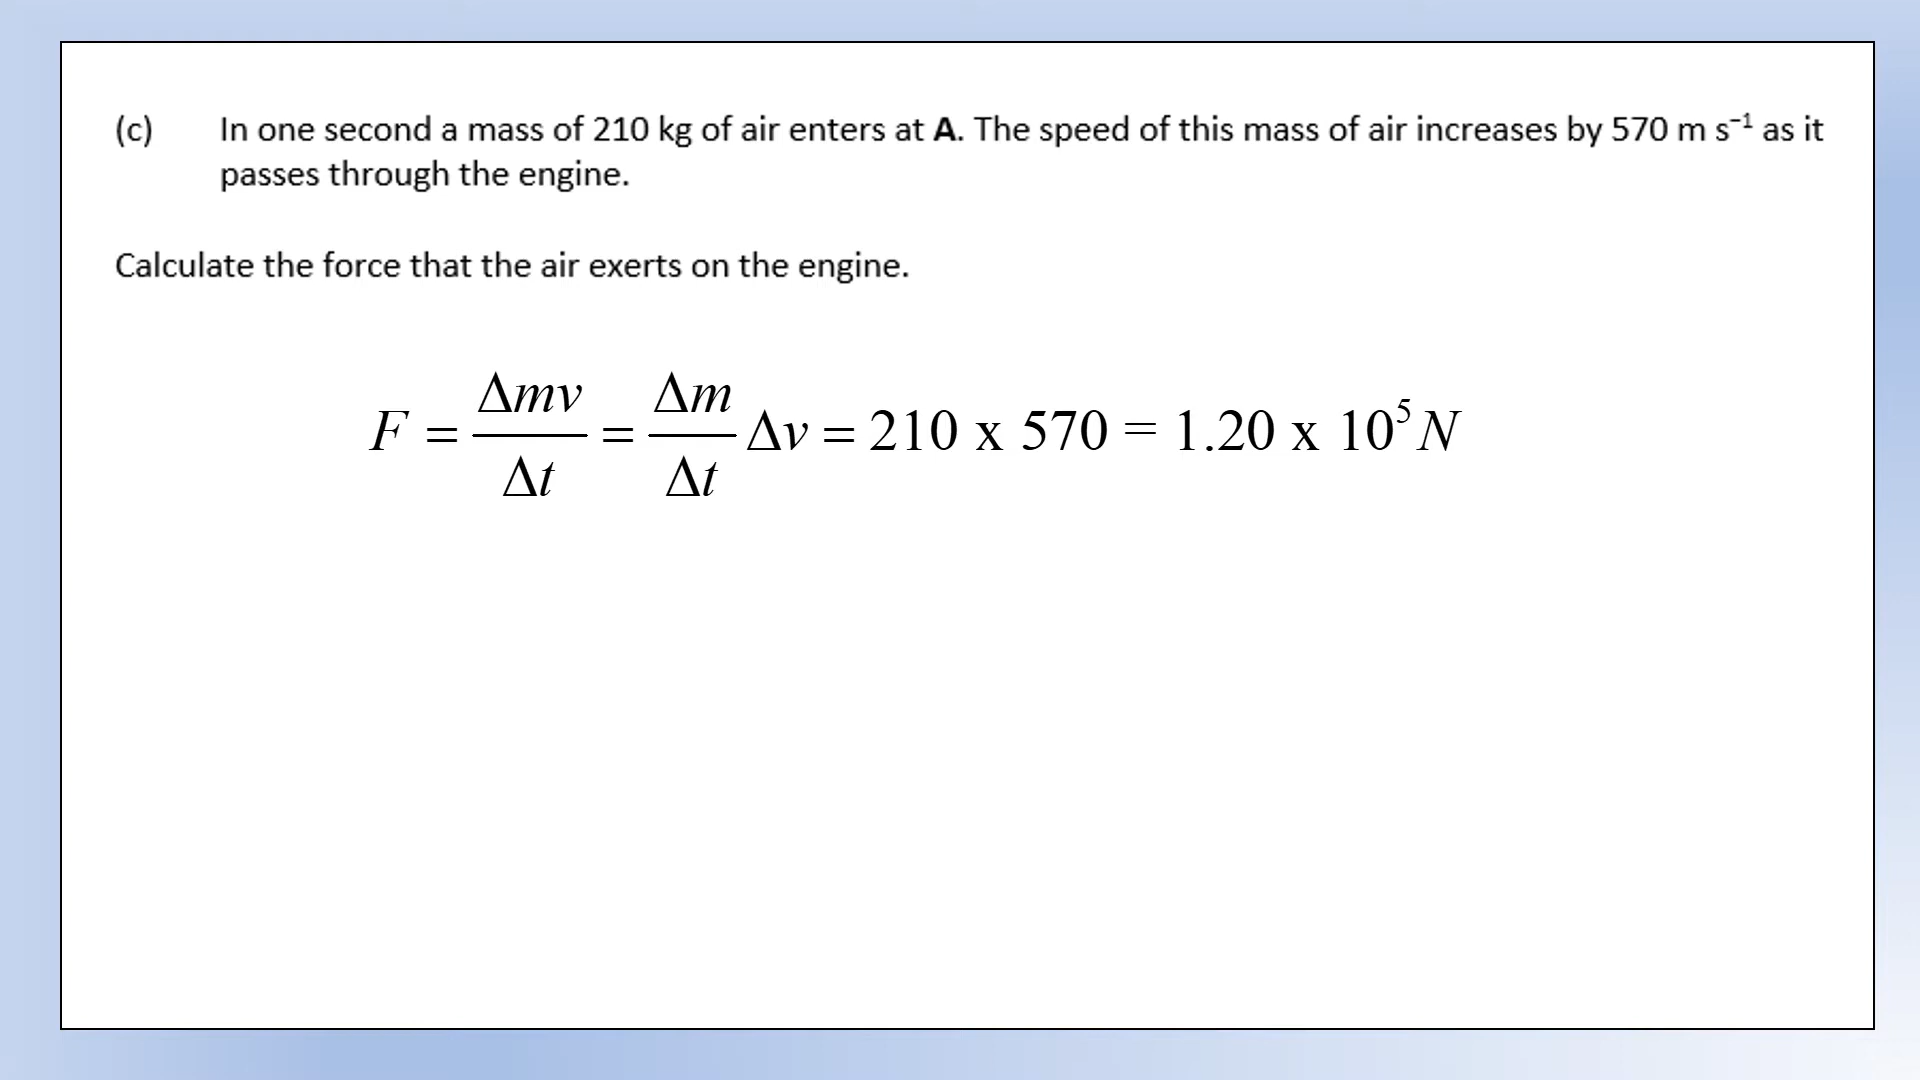 (c) In one second a mass of 210 kg of air enters at A. The speed of this mass of air increases by 570 m s⁻¹ as it
passes through the engine.
Calculate the force that the air exerts on the engine.
F = Δmv/Δt = Δm/Δt Δv = 210 x 570 = 1.20 x 10⁵ N